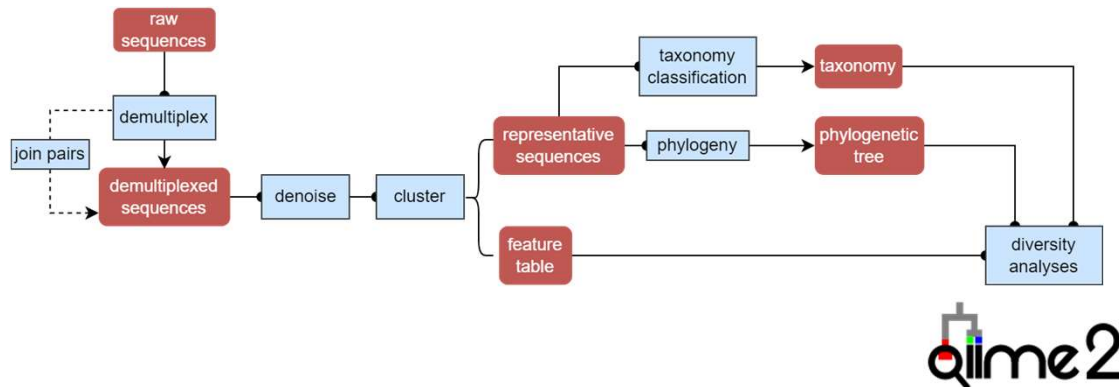 raw
sequences
demultiplex
join pairs
demultiplexed
sequences
denoise
cluster
representative
sequences
feature
table
taxonomy
classification
taxonomy
phylogeny
phylogenetic
tree
diversity
analyses
qiime2